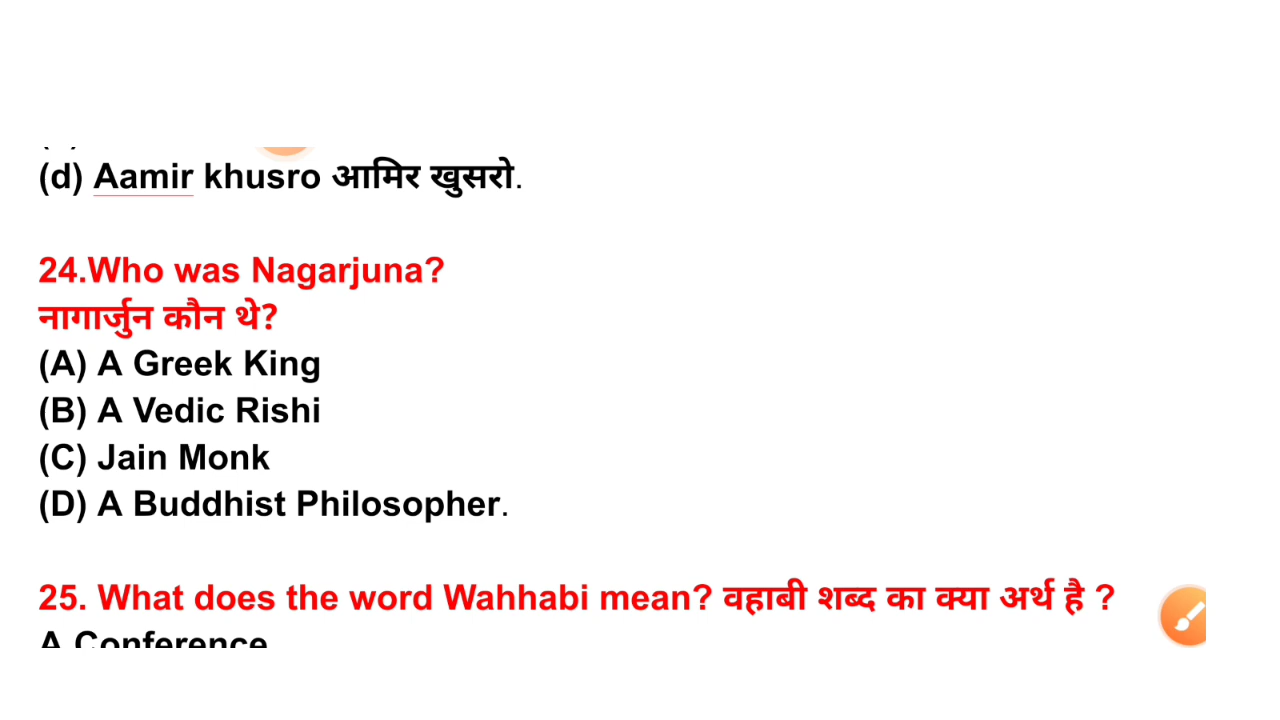 (d) Aamir khusro आमिर खुसरो.
24.Who was Nagarjuna?
नागार्जुन कौन थे?
(A) A Greek King
(B) A Vedic Rishi
(C) Jain Monk
(D) A Buddhist Philosopher.
25. What does the word Wahhabi mean? वहाबी शब्द का क्या अर्थ है ?
A Conference